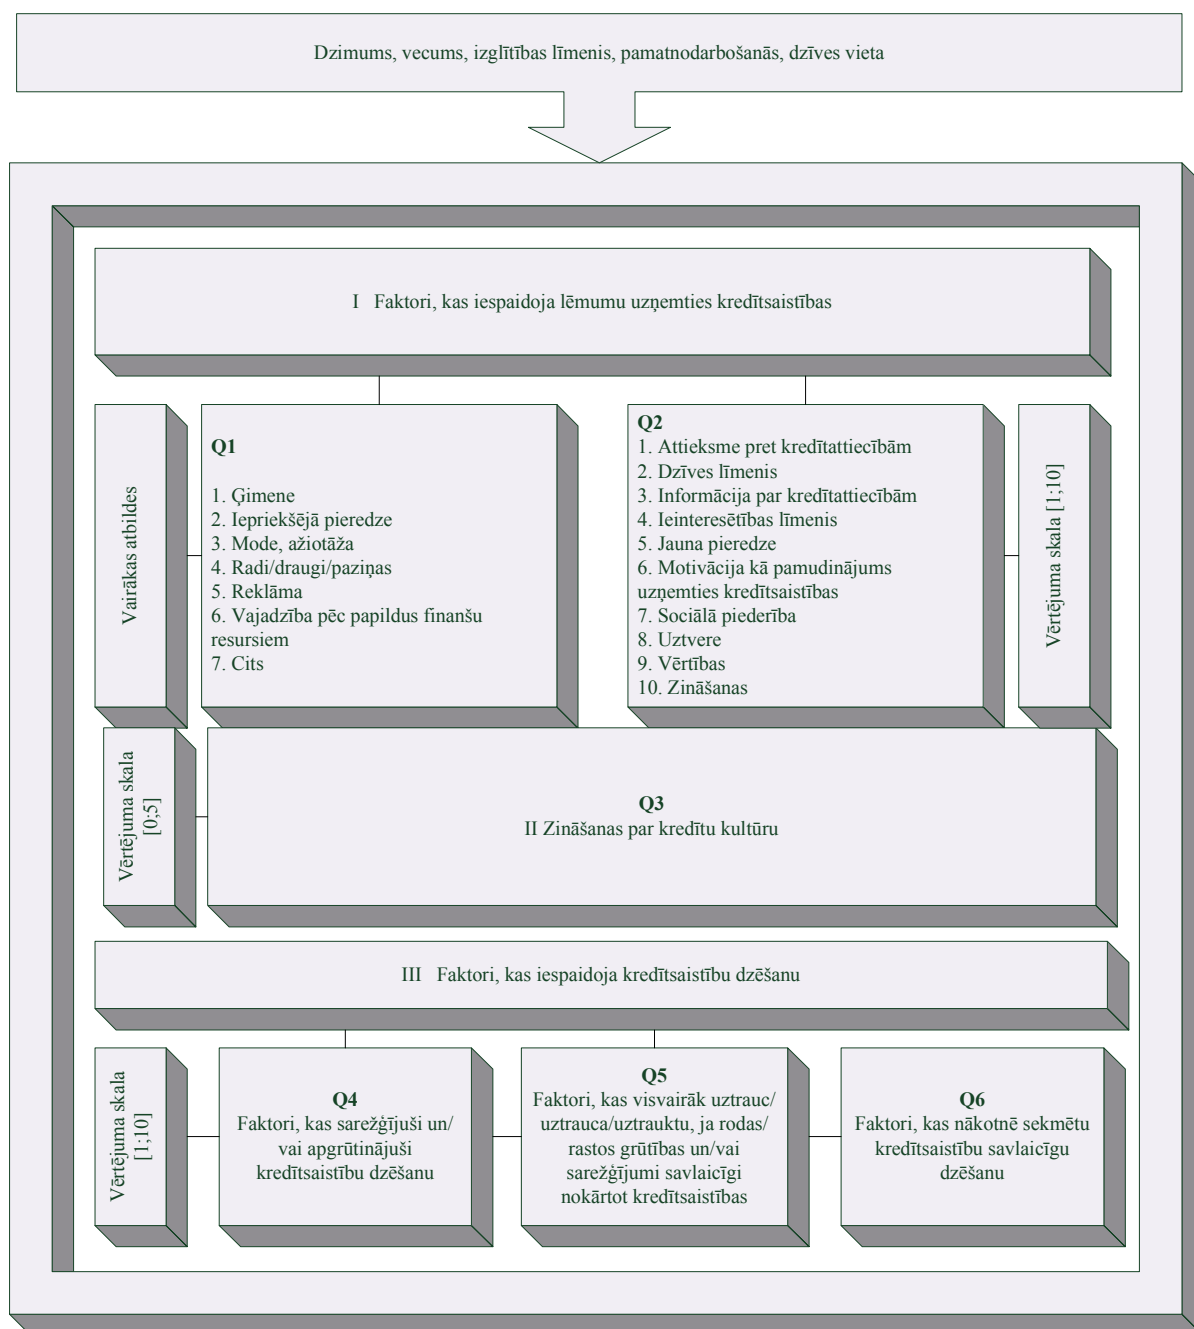 Dzimums, vecums, izglītības līmenis, pamatnodarbošanās, dzīves vieta
I Faktori, kas iespaidoja lēmumu uzņemties kredītsaistības
Vairākas atbildes
Q1
1. Ģimene
2. Iepriekšējā pieredze
3. Mode, ažiotāža
4. Radi/draugi/paziņas
5. Reklāma
6. Vajadzība pēc papildus finanšu
resursiem
7. Cits
Q2
1. Attieksme pret kredītattiecībām
2. Dzīves līmenis
3. Informācija par kredītattiecībām
4. Ieinteresētības līmenis
5. Jauna pieredze
6. Motivācija kā pamudinājums
uzņemties kredītsaistības
7. Sociālā piederība
8. Uztvere
9. Vērtības
10. Zināšanas
Vērtējuma skala [1;10]
Vērtējuma skala
[0;5]
Q3
II Zināšanas par kredītu kultūru
III Faktori, kas iespaidoja kredītsaistību dzēšanu
Vērtējuma skala
[1;10]
Q4
Faktori, kas sarežģījuši un/
vai apgrūtinājuši
kredītsaistību dzēšanu
Q5
Faktori, kas visvairāk uztrauc/
uztrauca/uztrauktu, ja rodas/
rastos grūtības un/vai
sarežģījumi savlaicīgi
nokārtot kredītsaistības
Q6
Faktori, kas nākotnē sekmētu
kredītsaistību savlaicīgu
dzēšanu